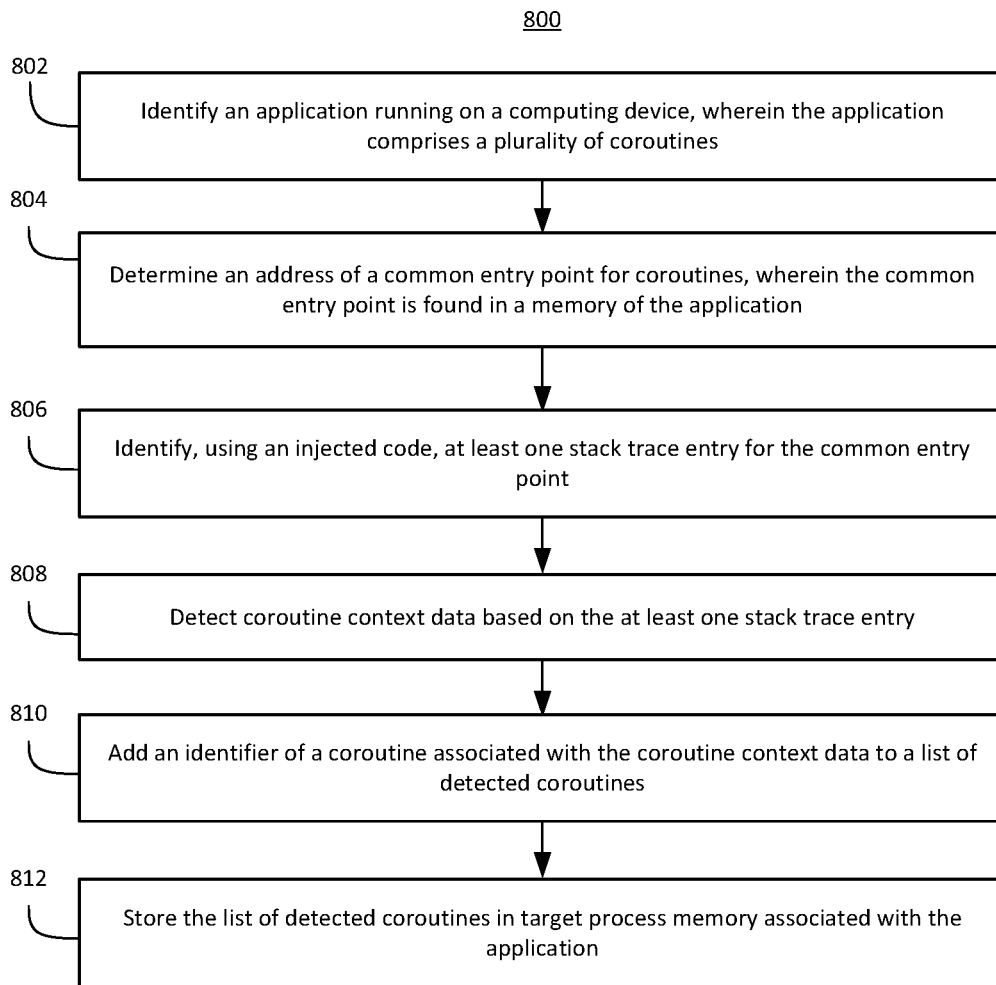 800
802
Identify an application running on a computing device, wherein the application
comprises a plurality of coroutines
804
Determine an address of a common entry point for coroutines, wherein the common
entry point is found in a memory of the application
806
Identify, using an injected code, at least one stack trace entry for the common entry
point
808
Detect coroutine context data based on the at least one stack trace entry
810
Add an identifier of a coroutine associated with the coroutine context data to a list of
detected coroutines
812
Store the list of detected coroutines in target process memory associated with the
application